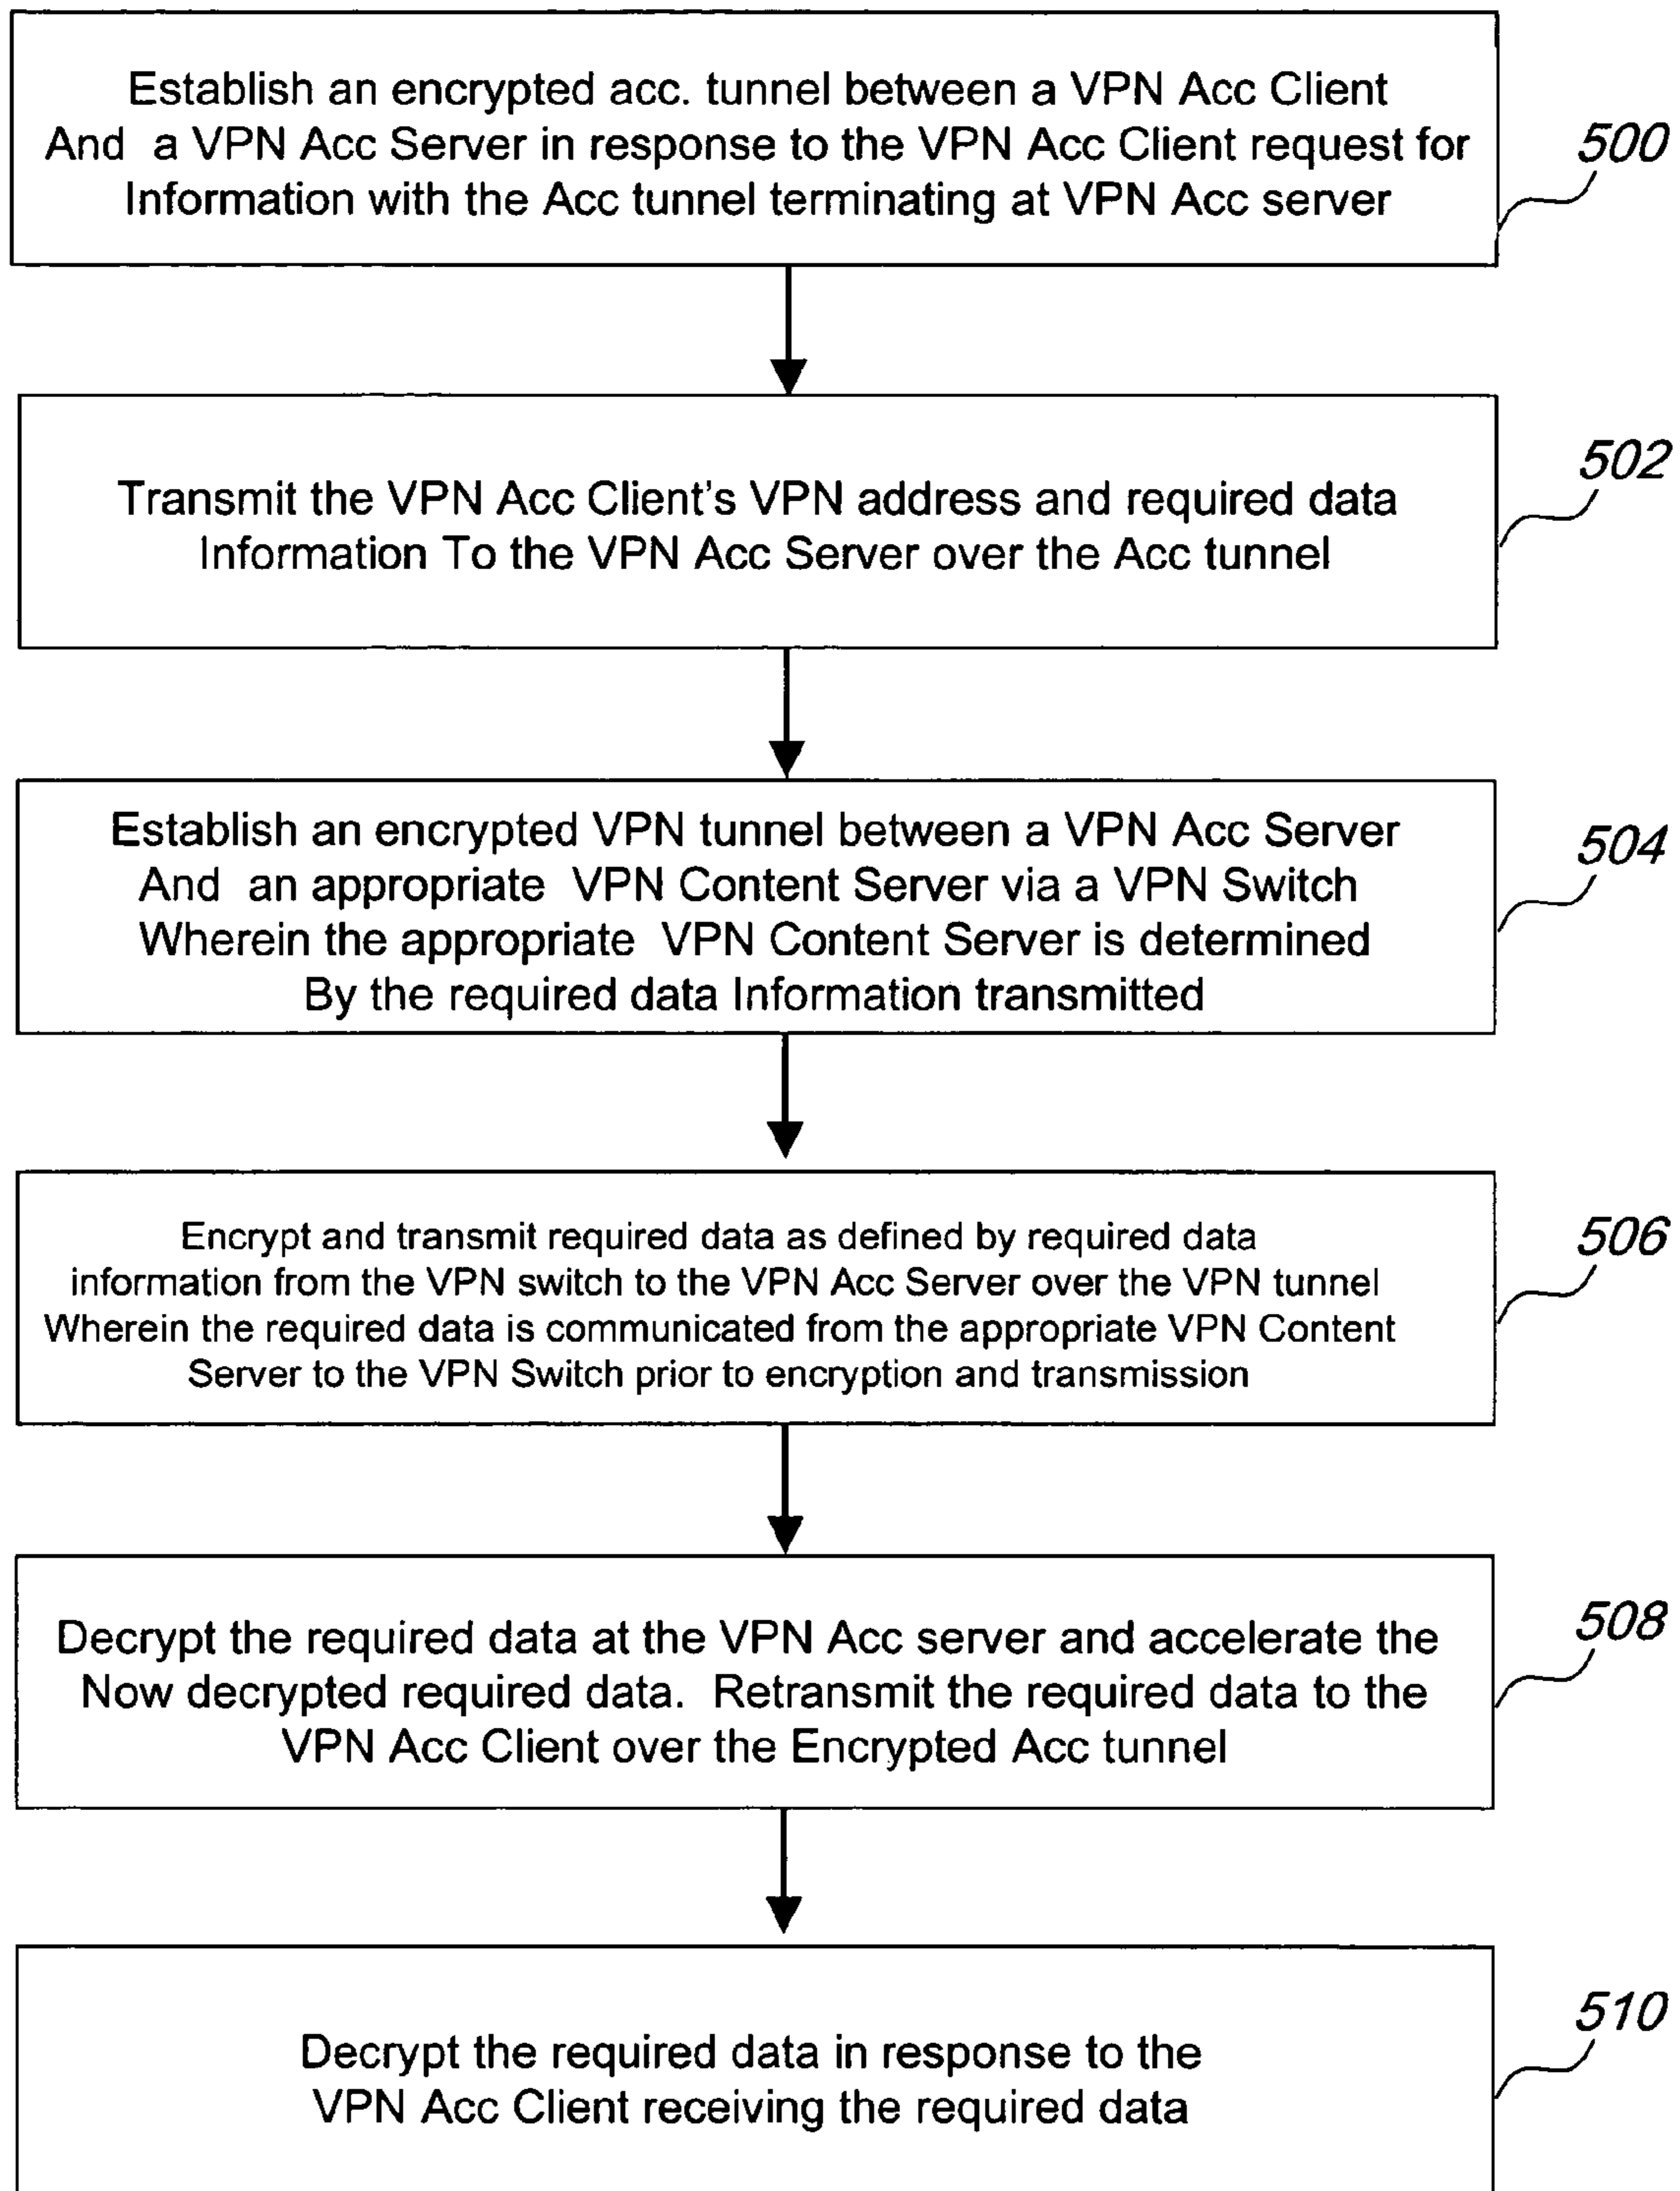 Establish an encrypted acc. tunnel between a VPN Acc Client
And a VPN Acc Server in response to the VPN Acc Client request for
Information with the Acc tunnel terminating at VPN Acc server
500
Transmit the VPN Acc Client's VPN address and required data
Information To the VPN Acc Server over the Acc tunnel
502
Establish an encrypted VPN tunnel between a VPN Acc Server
And an appropriate VPN Content Server via a VPN Switch
Wherein the appropriate VPN Content Server is determined
By the required data Information transmitted
504
Encrypt and transmit required data as defined by required data
information from the VPN switch to the VPN Acc Server over the VPN tunnel
Wherein the required data is communicated from the appropriate VPN Content
Server to the VPN Switch prior to encryption and transmission
506
Decrypt the required data at the VPN Acc server and accelerate the
Now decrypted required data. Retransmit the required data to the
VPN Acc Client over the Encrypted Acc tunnel
508
Decrypt the required data in response to the
VPN Acc Client receiving the required data
510